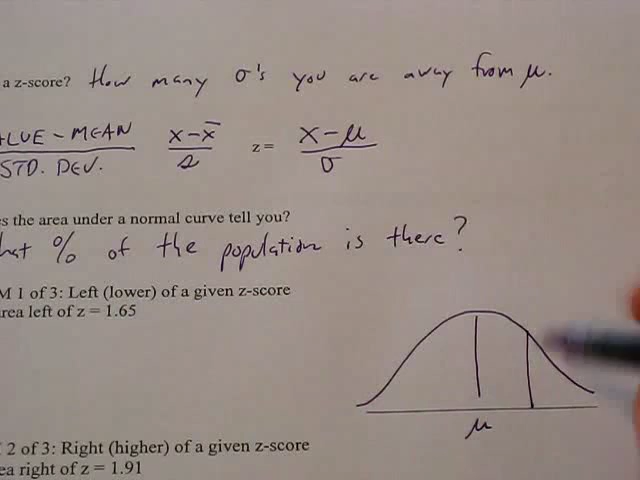 a z-score? How many σ's you are away from μ.
ALUE - MEAN
STD. DEV.
x - x̄
s
z =
x - μ
σ
es the area under a normal curve tell you?
hat % of the population is there?
M 1 of 3: Left (lower) of a given z-score
rea left of z = 1.65
μ
2 of 3: Right (higher) of a given z-score
ea right of z = 1.91